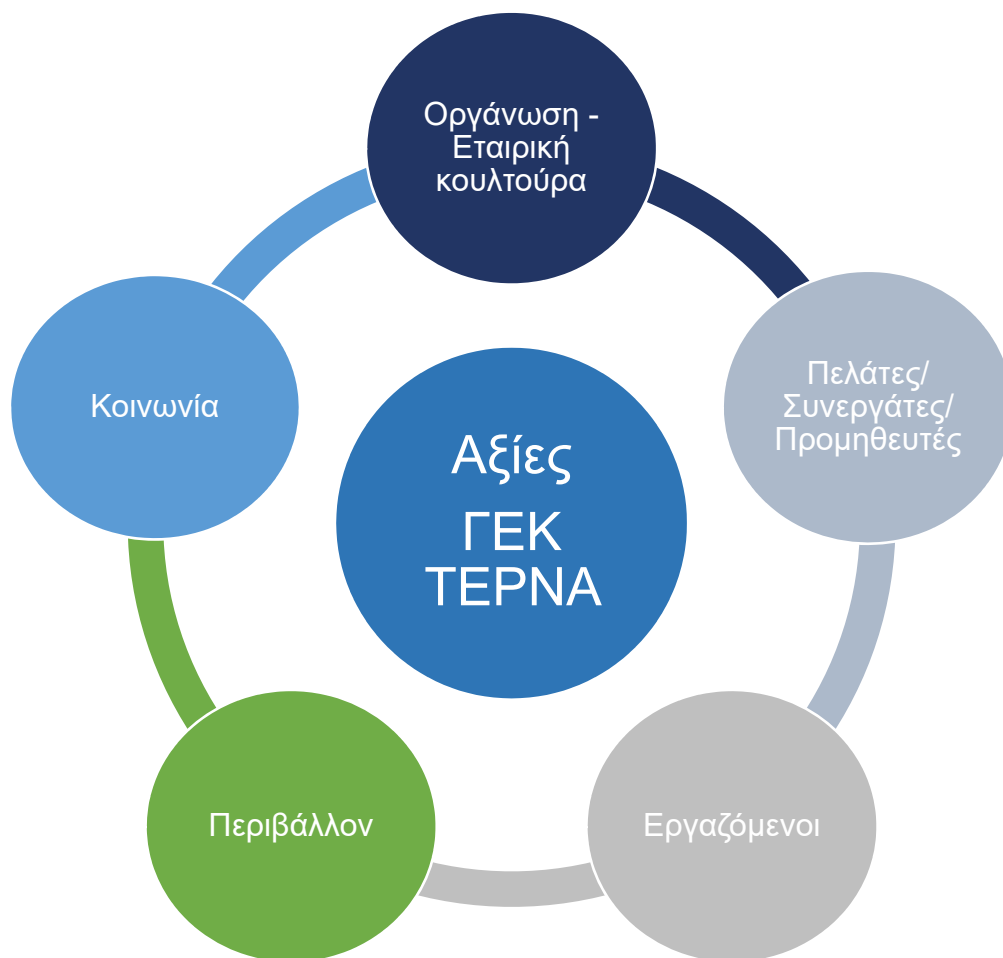 Οργάνωση -
Εταιρική
κουλτούρα
Πελάτες/
Συνεργάτες/
Προμηθευτές
Εργαζόμενοι
Περιβάλλον
Κοινωνία
Αξίες
ΓΕΚ
ΤΕΡΝΑ